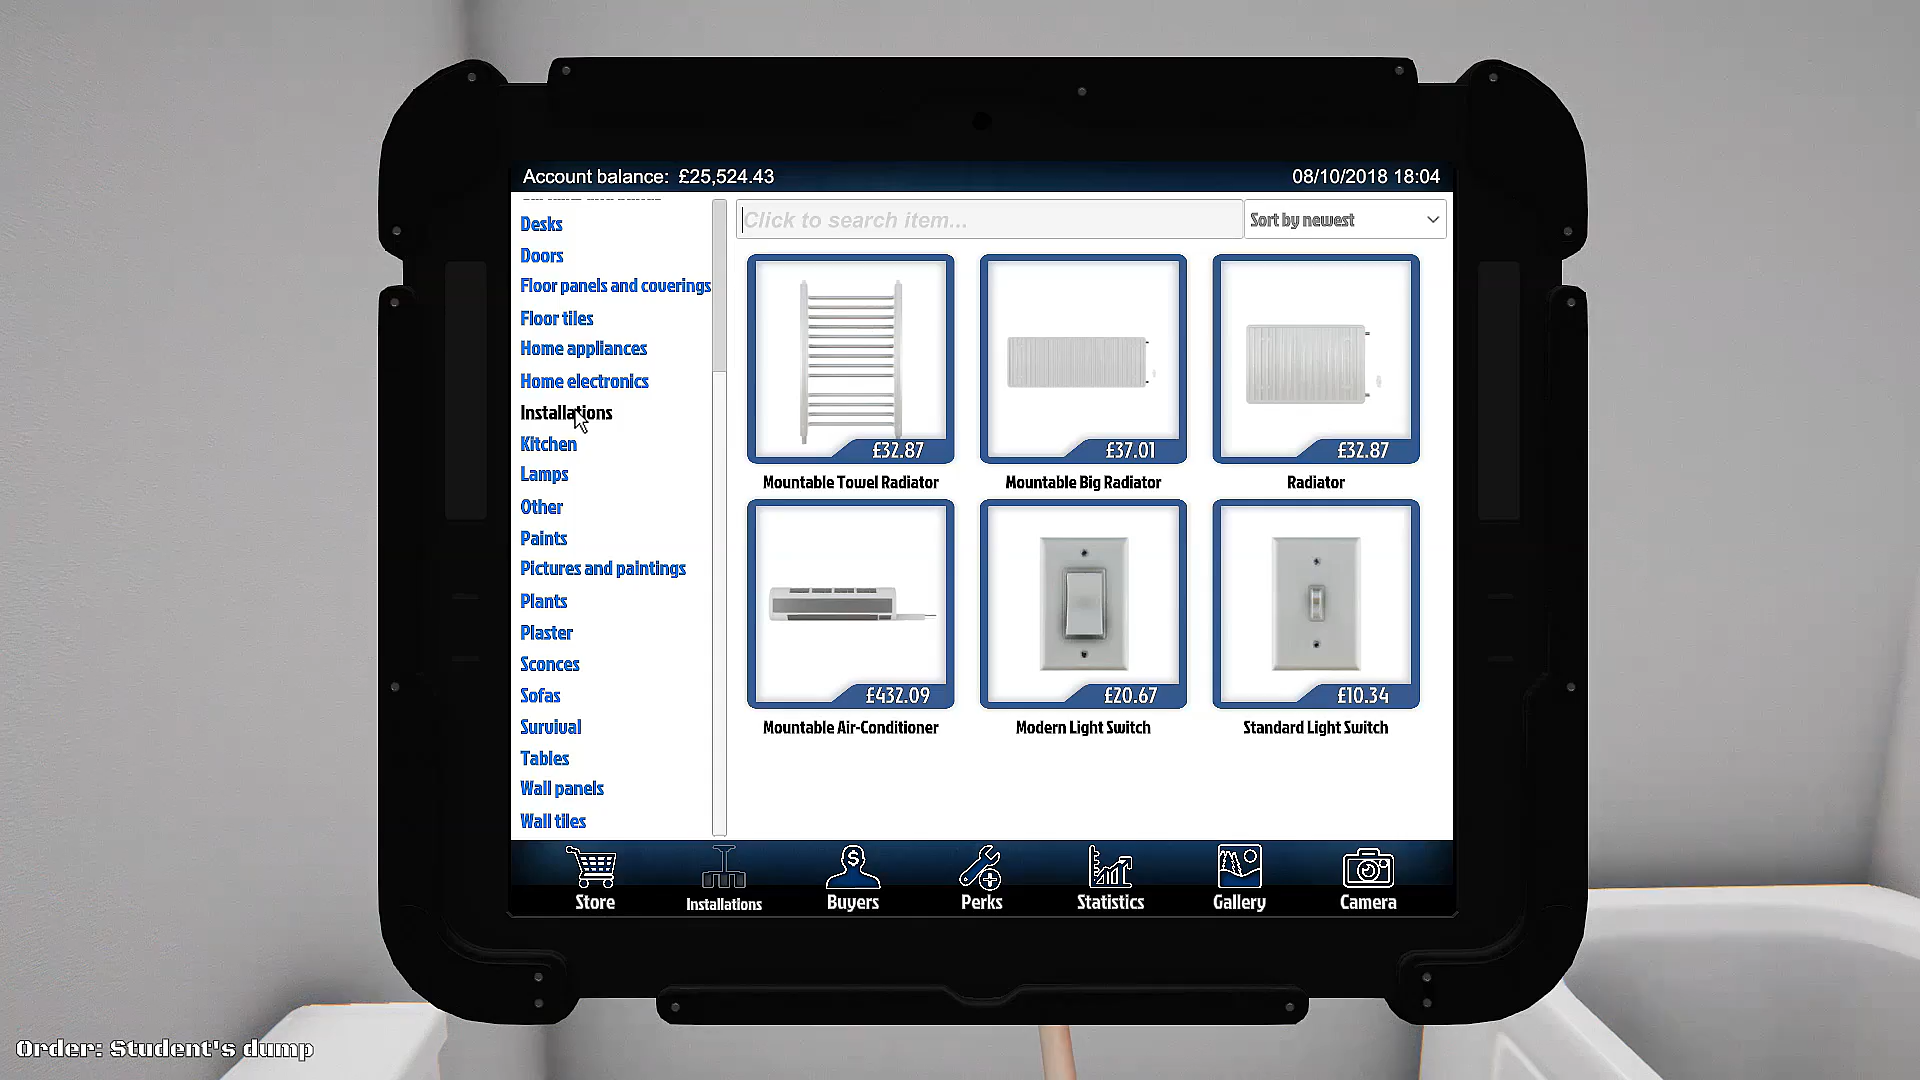 Account balance: £25,524.43
08/10/2018 18:04
Click to search item...
Sort by newest
Desks
Doors
Floor panels and coverings
Floor tiles
Home appliances
Home electronics
Installations
Kitchen
Lamps
Other
Paints
Pictures and paintings
Plants
Plaster
Sconces
Sofas
Survival
Tables
Wall panels
Wall tiles
£32.87
£37.01
£32.87
Mountable Towel Radiator
Mountable Big Radiator
Radiator
£432.09
£20.67
£10.34
Mountable Air-Conditioner
Modern Light Switch
Standard Light Switch
Store
Installations
Buyers
Perks
Statistics
Gallery
Camera
Order: Student's dump